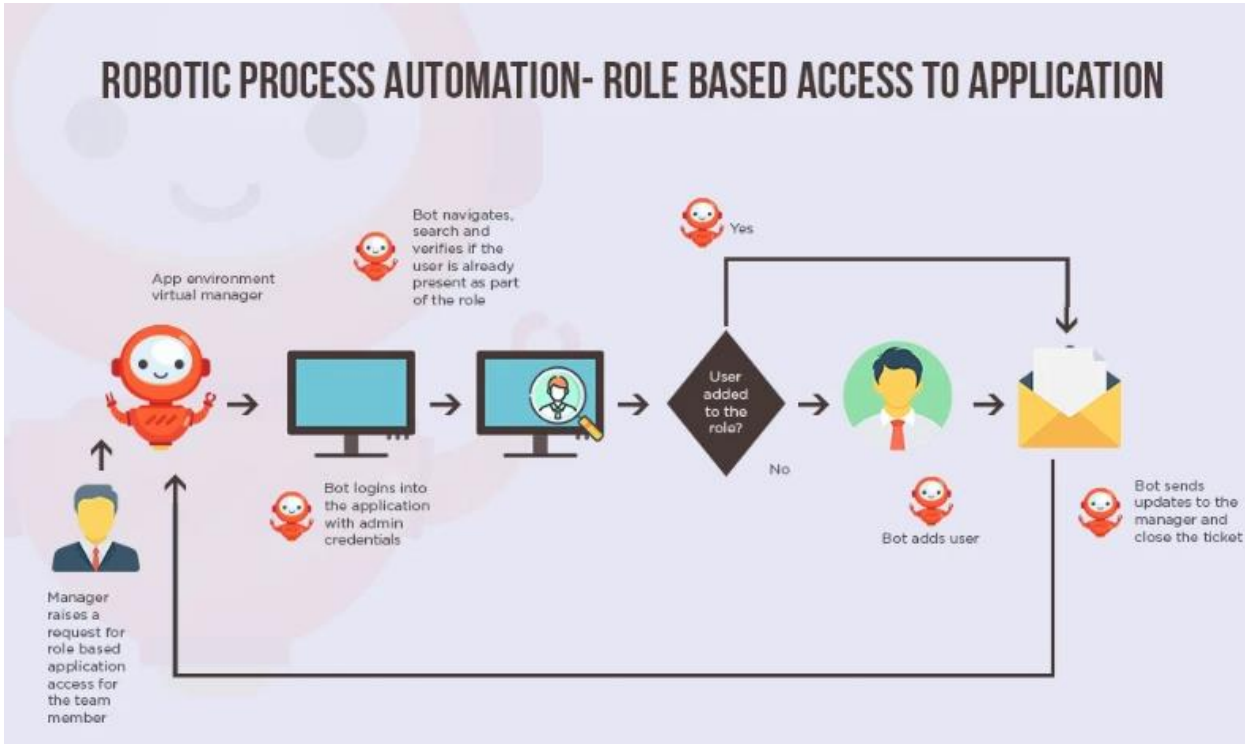 ROBOTIC PROCESS AUTOMATION- ROLE BASED ACCESS TO APPLICATION
App environment
virtual manager
Bot navigates,
search and
verifies if the
user is already
present as part
of the role
Yes
User
added
to the
role?
No
Bot logins into
the application
with admin
credentials
Bot adds user
Bot sends
updates to the
manager and
close the ticket
Manager
raises a
request for
role based
application
access for
the team
member